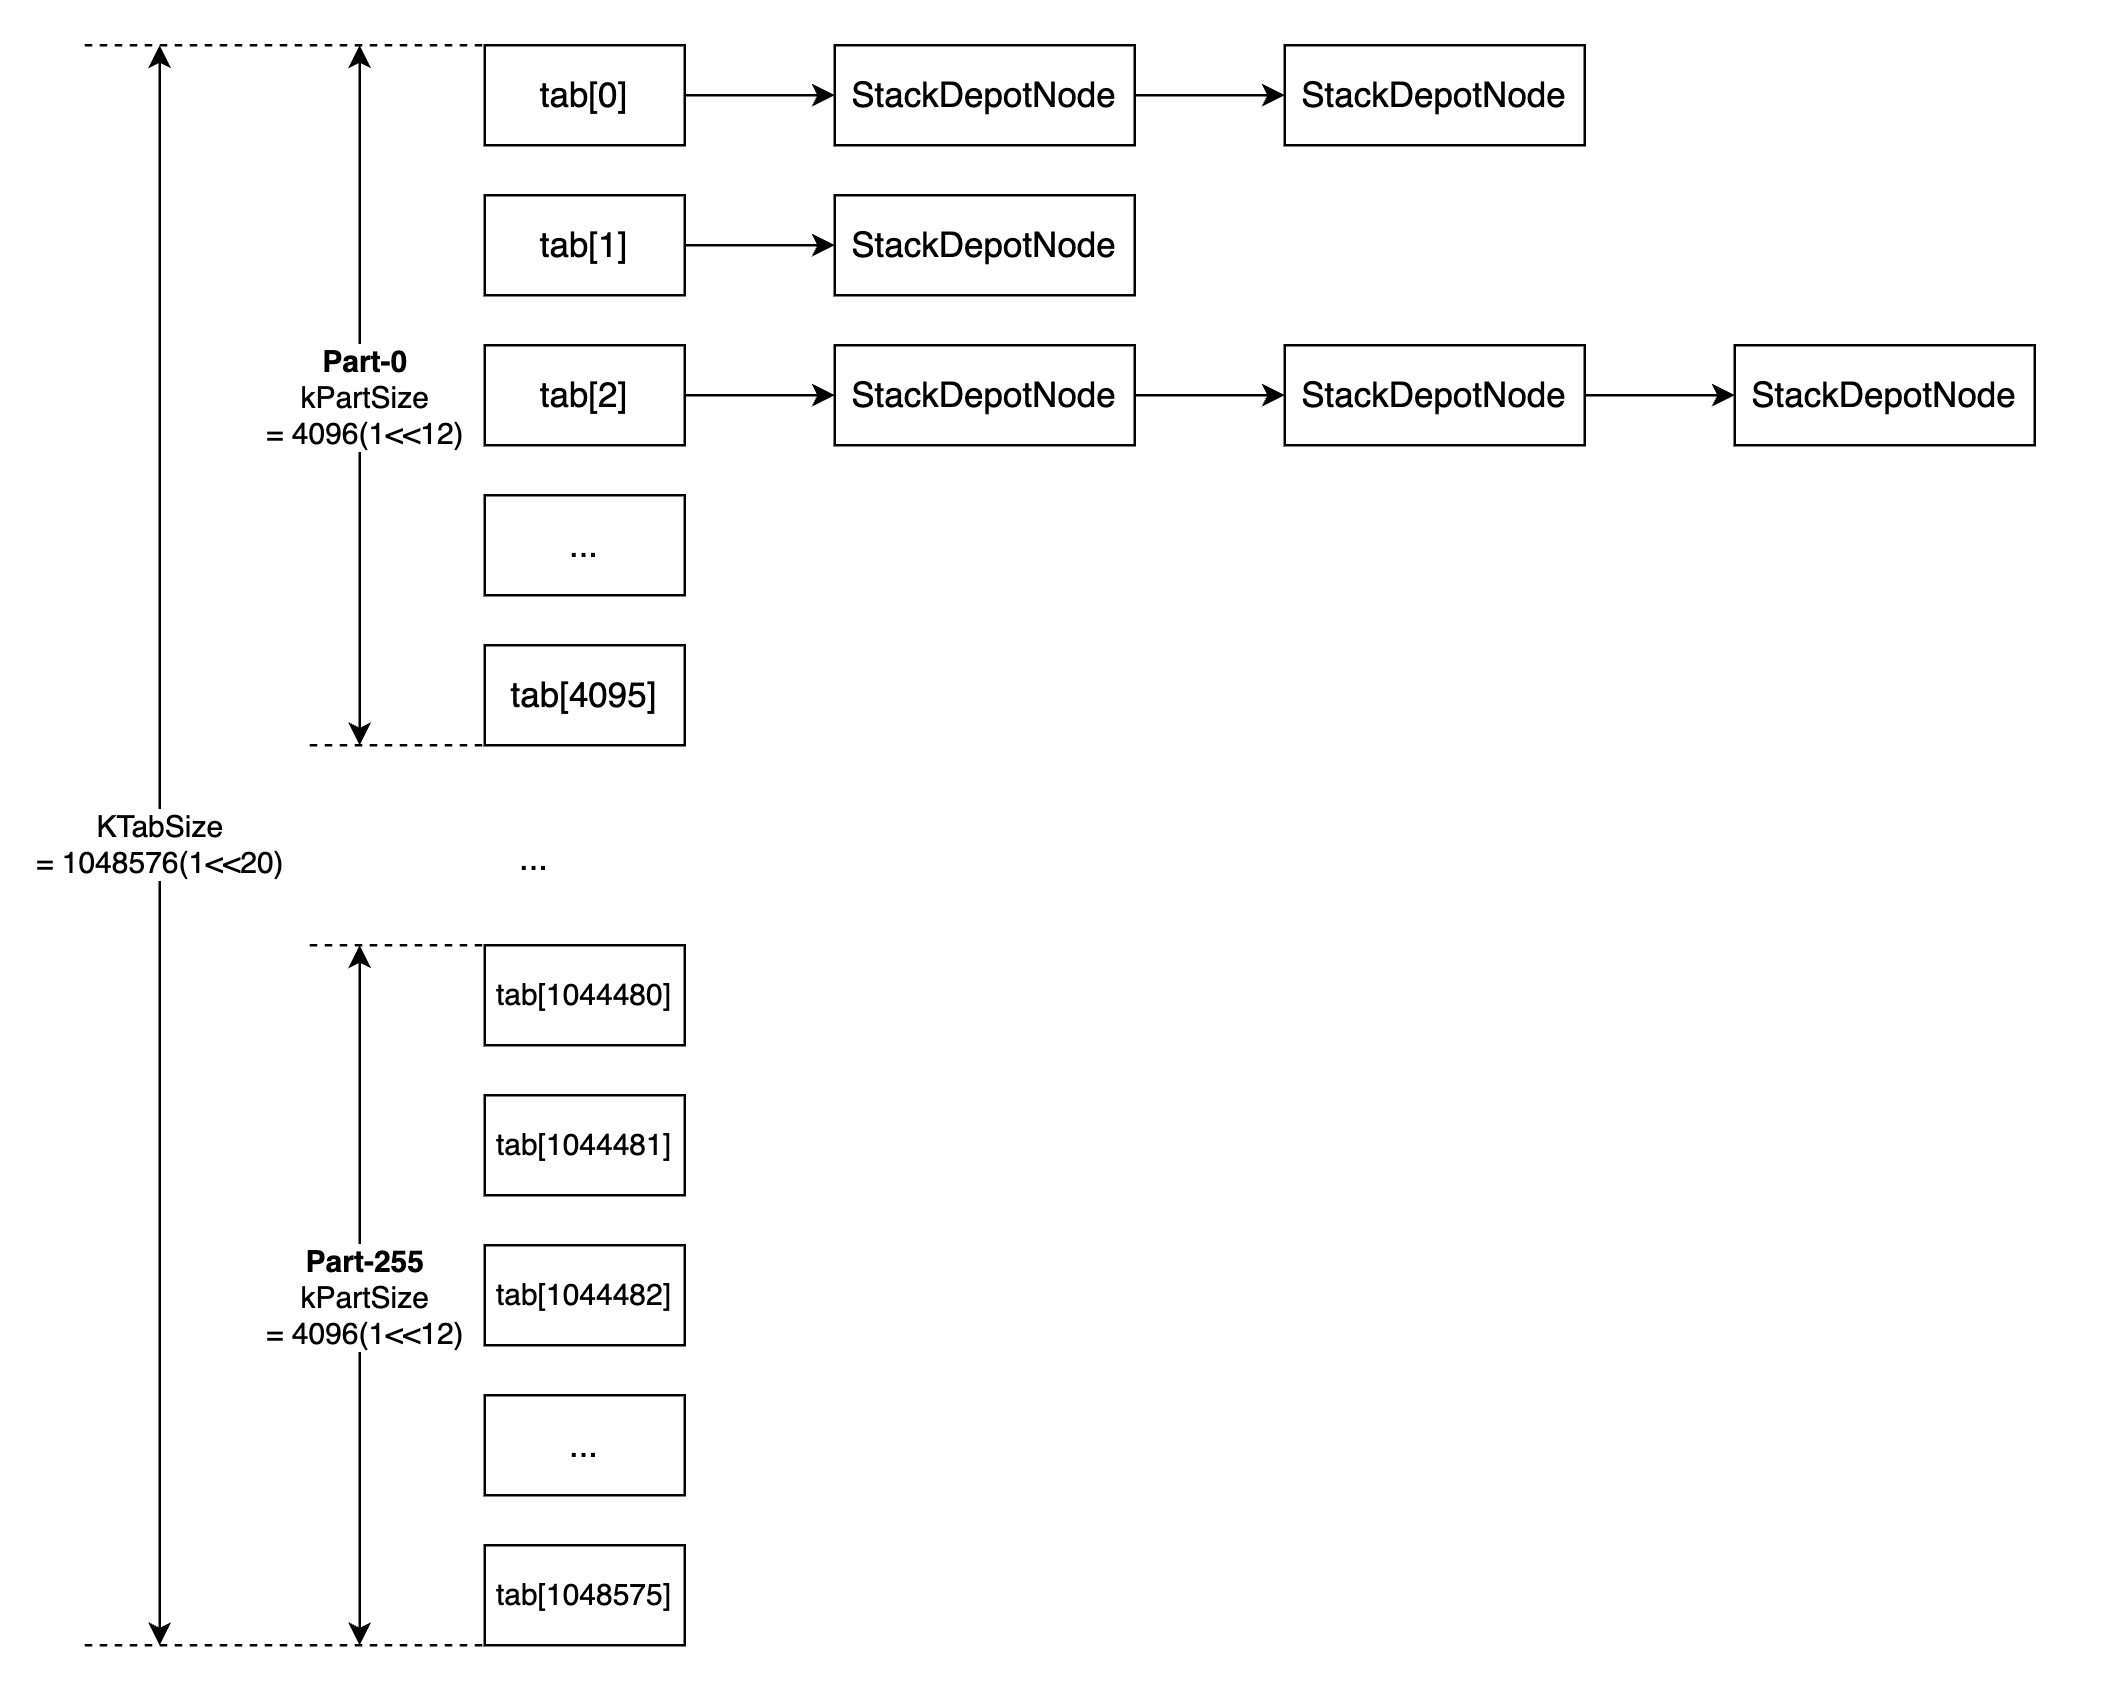 tab[0]
StackDepotNode
StackDepotNode
tab[1]
StackDepotNode
Part-0
kPartSize
= 4096(1<<12)
tab[2]
StackDepotNode
StackDepotNode
StackDepotNode
...
tab[4095]
KTabSize
= 1048576(1<<20)
...
tab[1044480]
tab[1044481]
Part-255
kPartSize
= 4096(1<<12)
tab[1044482]
...
tab[1048575]